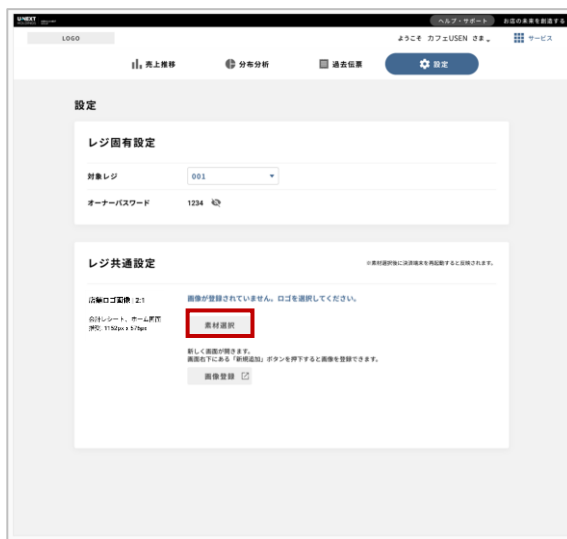 U-NEXT
ヘルプ・サポート
お店の未来を創造する
LOGO
ようこそ カフェUSEN さま
サービス
売上推移
分布分析
過去伝票
設定
設定
レジ固有設定
対象レジ
001
オーナーパスワード
1234
レジ共通設定
※素材選択後に決済端末を再起動すると反映されます。
店舗ロゴ画像 2:1
画像が登録されていません。ロゴを選択してください。
会計レシート、ホーム画面
推奨: 1152px x 576px
素材選択
新しく画面が開きます。
画面右下にある「新規追加」ボタンを押下すると画像を登録できます。
画像登録